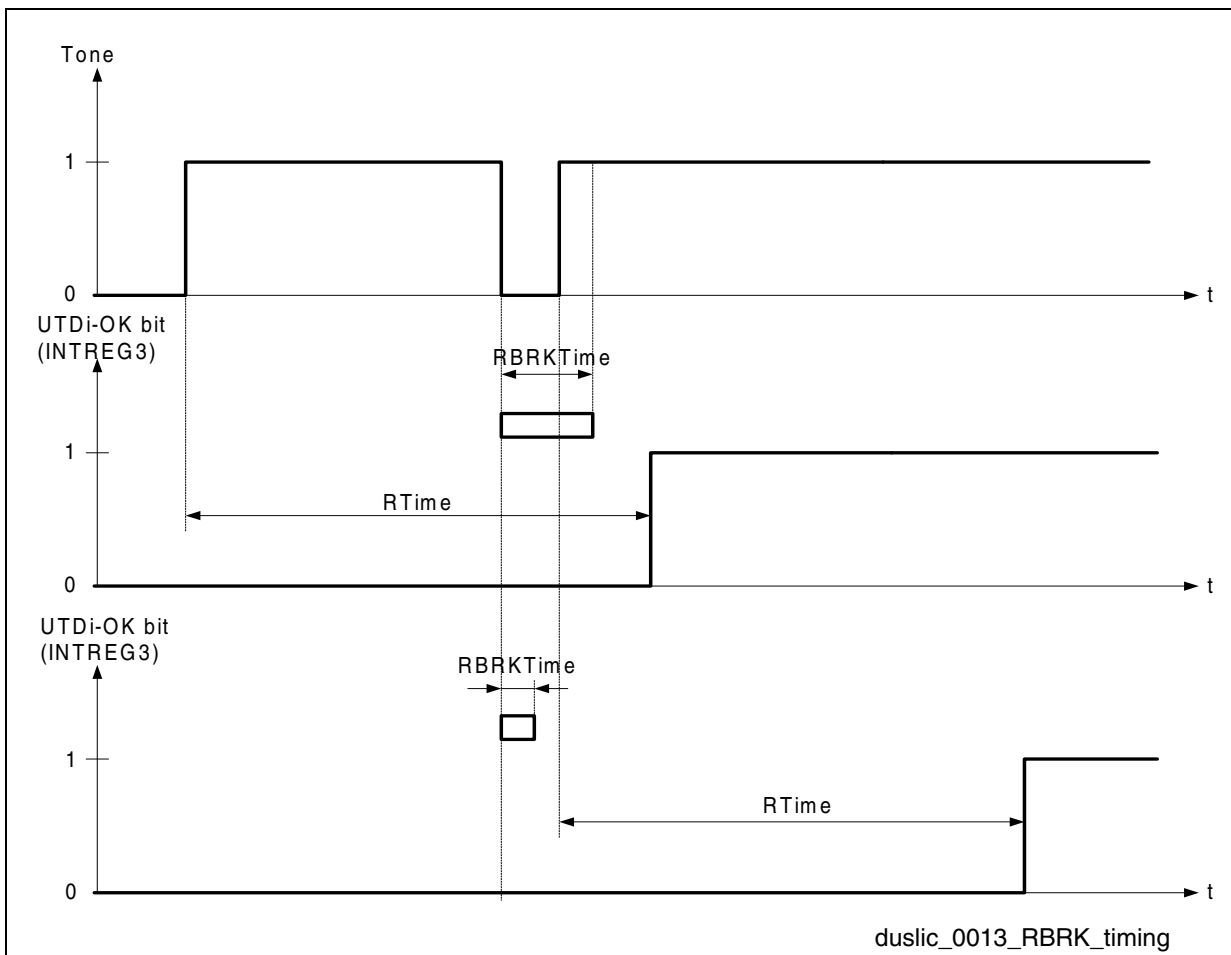 Tone
1
0
t
UTDi-OK bit
(INTREG3)
RBRKTime
1
RTime
0
t
UTDi-OK bit
(INTREG3)
RBRKTime
1
RTime
0
t
duslic_0013_RBRK_timing